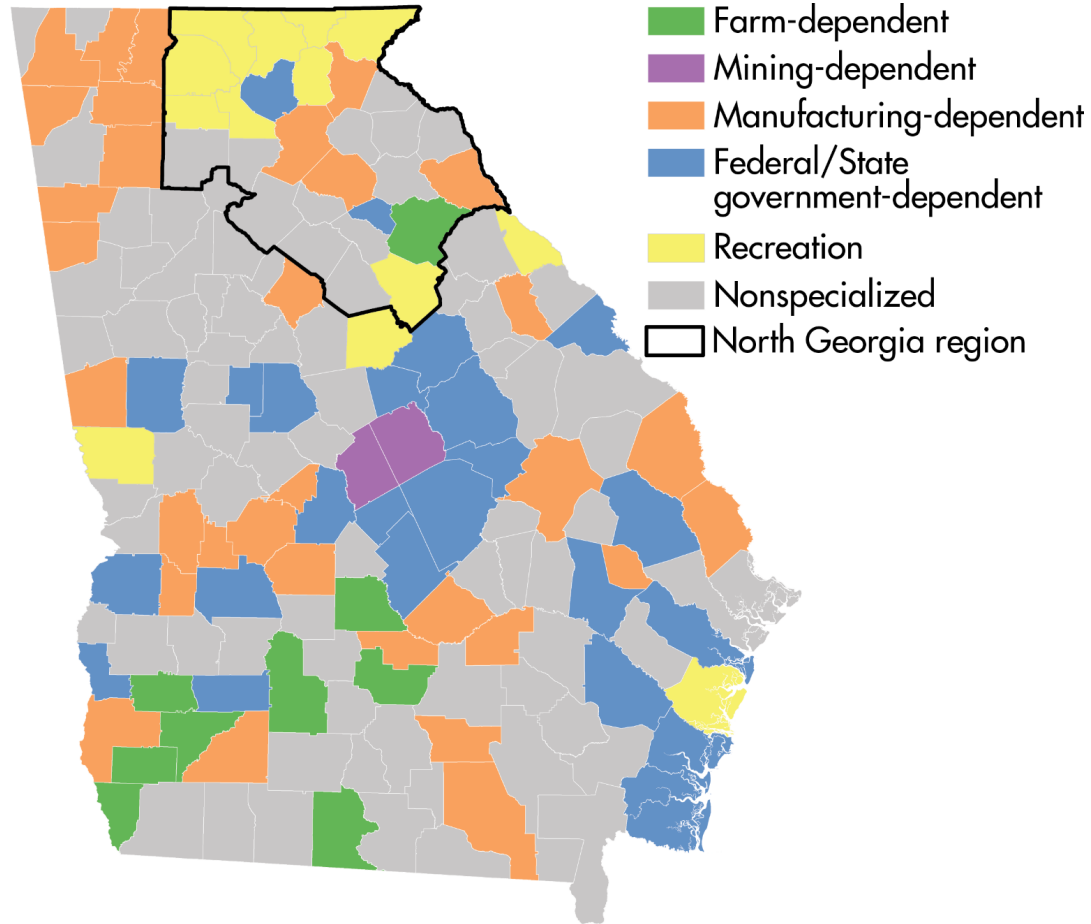 Farm-dependent
Mining-dependent
Manufacturing-dependent
Federal/State
government-dependent
Recreation
Nonspecialized
North Georgia region